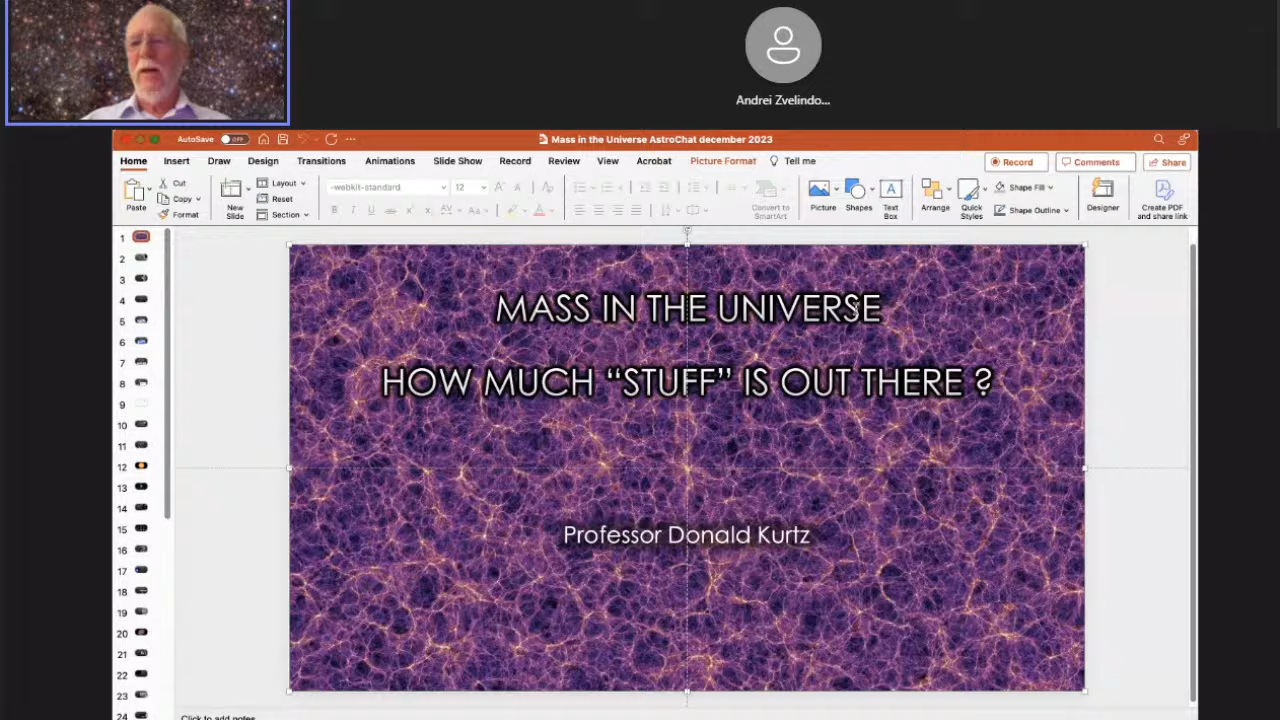 Andrei Zvelindo...
AutoSave OFF
Mass in the Universe AstroChat december 2023
Home Insert Draw Design Transitions Animations Slide Show Record Review View Acrobat Picture Format Tell me
Record Comments Share
Paste
Cut
Copy
Format
New
Slide
Layout
Reset
Section
-webkit-standard 12
Convert to
SmartArt
Picture
Shapes
Text
Box
Arrange
Quick
Styles
Shape Fill
Shape Outline
Designer
Create PDF
and share link
1
2
3
4
5
6
7
8
9
10
11
12
13
14
15
16
17
18
19
20
21
22
23
24
MASS IN THE UNIVERSE
HOW MUCH “STUFF” IS OUT THERE ?
Professor Donald Kurtz
Click to add notes